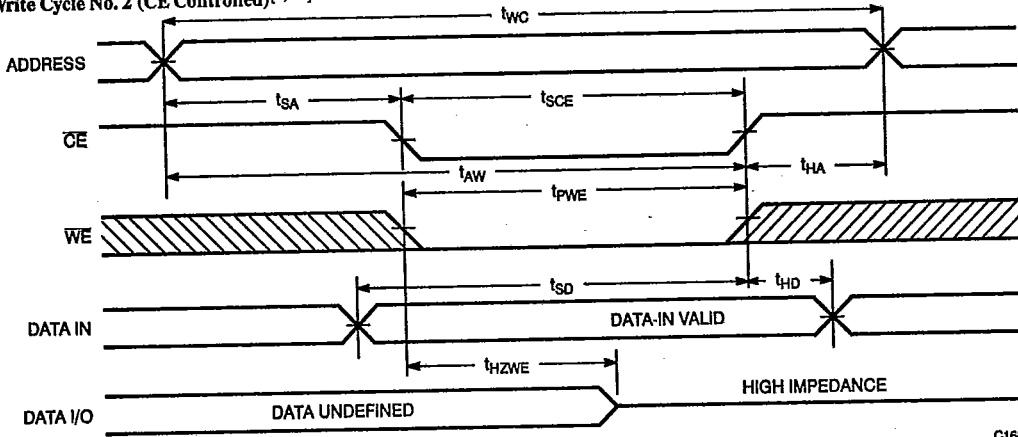 Write Cycle No. 2 (CE Controlled)
tWC
ADDRESS
tSA
tSCE
CE
tAW
tHA
tPWE
WE
tSD
tHD
DATA IN
DATA-IN VALID
tHZWE
HIGH IMPEDANCE
DATA I/O
DATA UNDEFINED